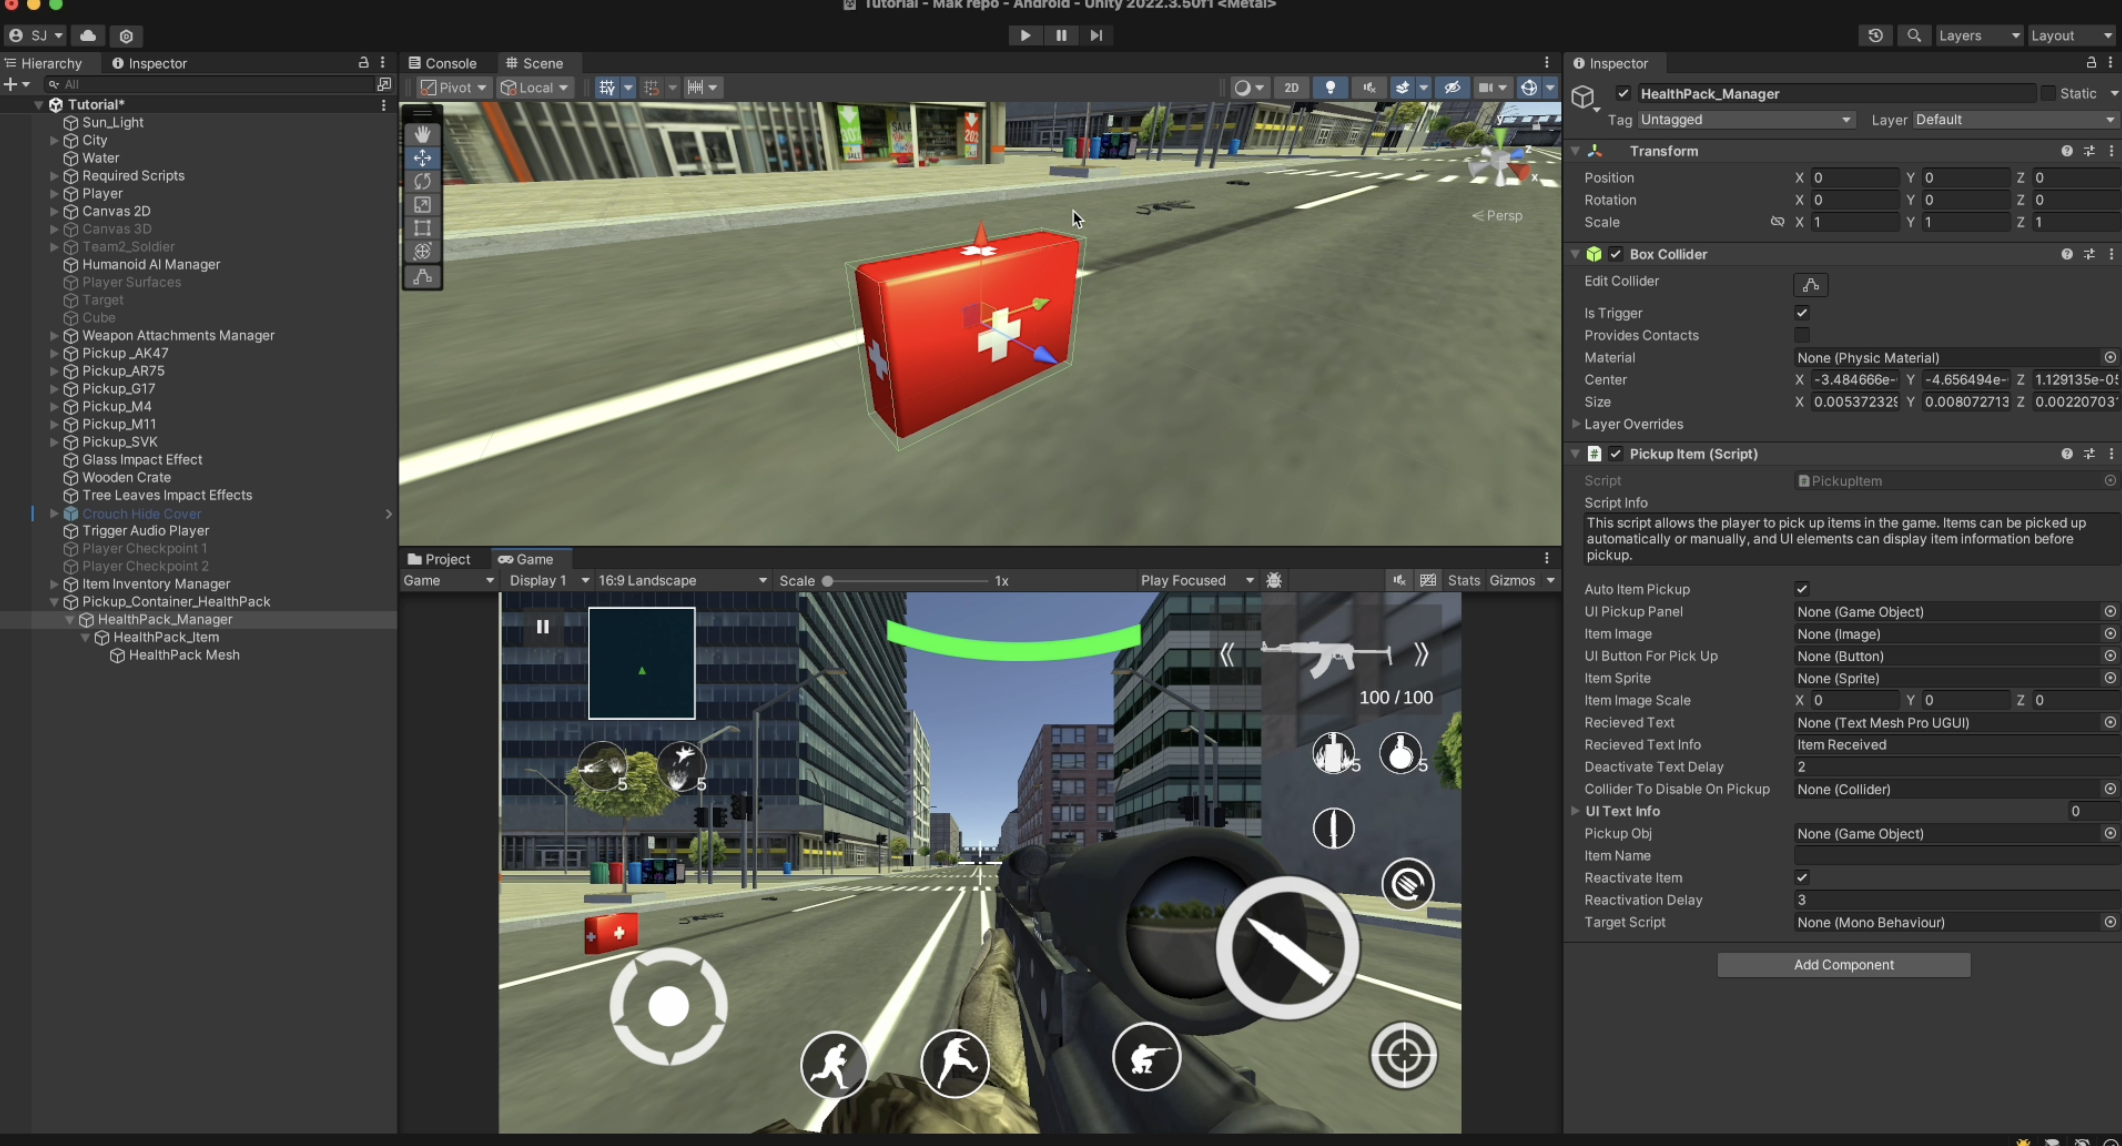 Tutorial - Mak repo - Android - Unity 2022.3.50f1 <Metal>
SJ
Layers
Layout
Hierarchy
Inspector
All
Tutorial*
Sun_Light
City
Water
Required Scripts
Player
Canvas 2D
Canvas 3D
Team2_Soldier
Humanoid AI Manager
Player Surfaces
Target
Cube
Weapon Attachments Manager
Pickup _AK47
Pickup_AR75
Pickup_G17
Pickup_M4
Pickup_M11
Pickup_SVK
Glass Impact Effect
Wooden Crate
Tree Leaves Impact Effects
Crouch Hide Cover
Trigger Audio Player
Player Checkpoint 1
Player Checkpoint 2
Item Inventory Manager
Pickup_Container_HealthPack
HealthPack_Manager
HealthPack_Item
HealthPack Mesh
Console
Scene
Pivot
Local
2D
SALE
y
z
x
Persp
Project
Game
Game
Display 1
16:9 Landscape
Scale
1x
Play Focused
Stats
Gizmos
100 / 100
5
5
5
5
Inspector
HealthPack_Manager
Static
Tag Untagged
Layer Default
Transform
Position X 0 Y 0 Z 0
Rotation X 0 Y 0 Z 0
Scale X 1 Y 1 Z 1
Box Collider
Edit Collider
Is Trigger
Provides Contacts
Material None (Physic Material)
Center X -3.484666e- Y -4.656494e- Z 1.129135e-05
Size X 0.005372329 Y 0.008072713 Z 0.002207031
Layer Overrides
# Pickup Item (Script)
Script PickupItem
Script Info
This script allows the player to pick up items in the game. Items can be picked up
automatically or manually, and UI elements can display item information before
pickup.
Auto Item Pickup
UI Pickup Panel None (Game Object)
Item Image None (Image)
UI Button For Pick Up None (Button)
Item Sprite None (Sprite)
Item Image Scale X 0 Y 0 Z 0
Recieved Text None (Text Mesh Pro UGUI)
Recieved Text Info Item Received
Deactivate Text Delay 2
Collider To Disable On Pickup None (Collider)
UI Text Info 0
Pickup Obj None (Game Object)
Item Name
Reactivate Item
Reactivation Delay 3
Target Script None (Mono Behaviour)
Add Component